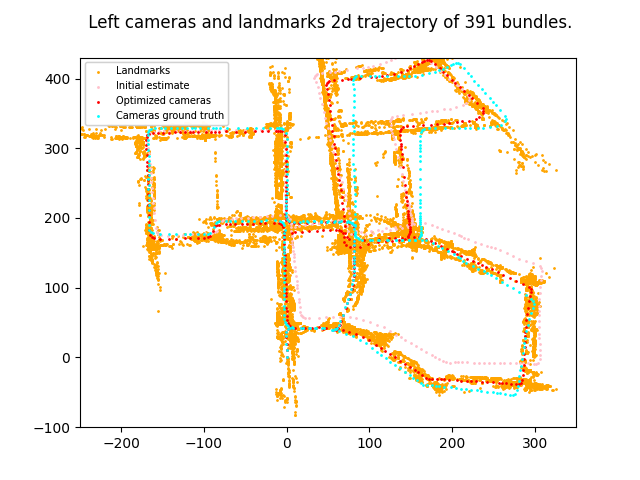 Left cameras and landmarks 2d trajectory of 391 bundles.
Landmarks
Initial estimate
Optimized cameras
Cameras ground truth
400
300
200
100
0
−100
−200 −100 0 100 200 300